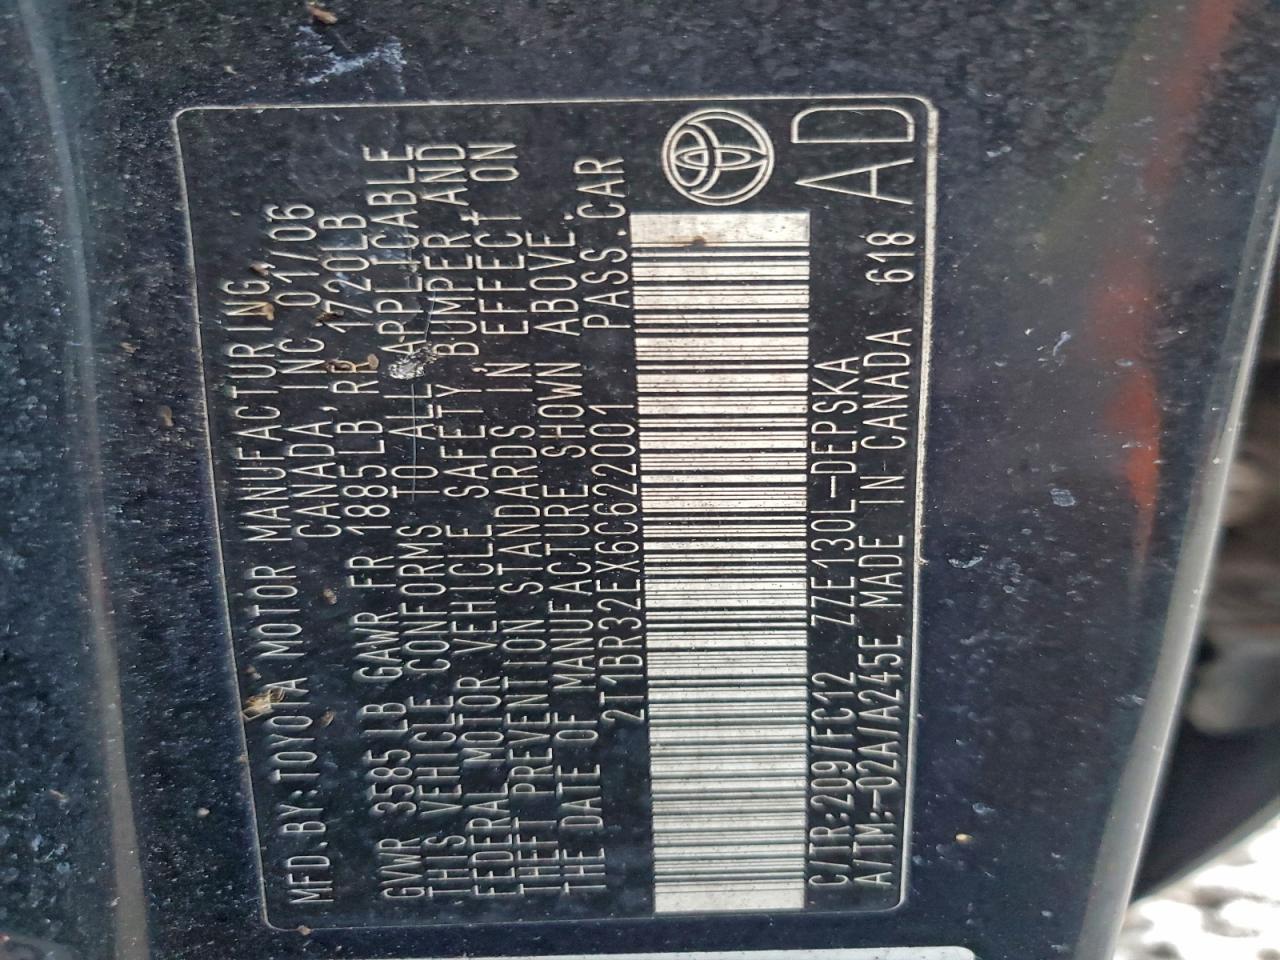 MFD.BY:TOYOTA MOTOR MANUFACTURING,
CANADA, INC. 01/06
GVWR 3585 LB GAWR FR 1885LB RR 1720LB
THIS VEHICLE CONFORMS TO ALL APPLICABLE
FEDERAL MOTOR VEHICLE SAFETY, BUMPER,AND
THEFT PREVENTION STANDARDS IN EFFECT ON
THE DATE OF MANUFACTURE SHOWN ABOVE.
2T1BR32EX6C622001 PASS.CAR
C/TR:209/FC12 ZZE130L-DEPSKA
A/TM:-02A/A245E MADE IN CANADA 618
AD